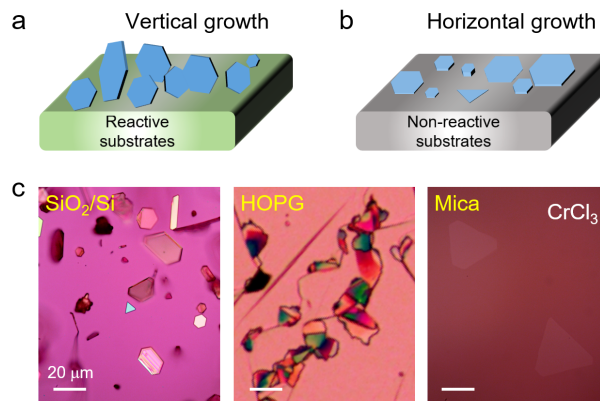 a Vertical growth
b Horizontal growth
Reactive
substrates
Non-reactive
substrates
c
SiO₂/Si
HOPG
Mica
CrCl₃
20 μm